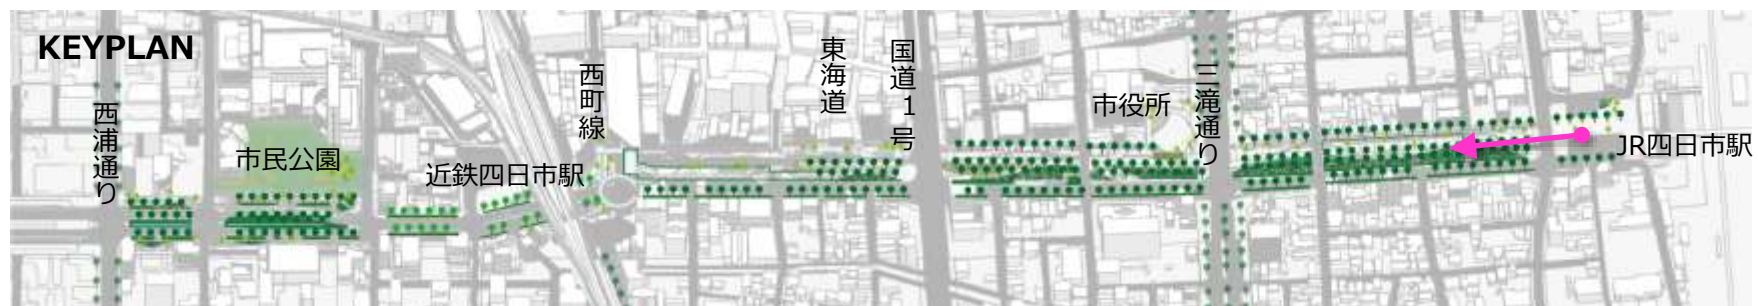 KEYPLAN
西浦通り
市民公園
近鉄四日市駅
西町線
東海道
国道1号
市役所
三滝通り
JR四日市駅